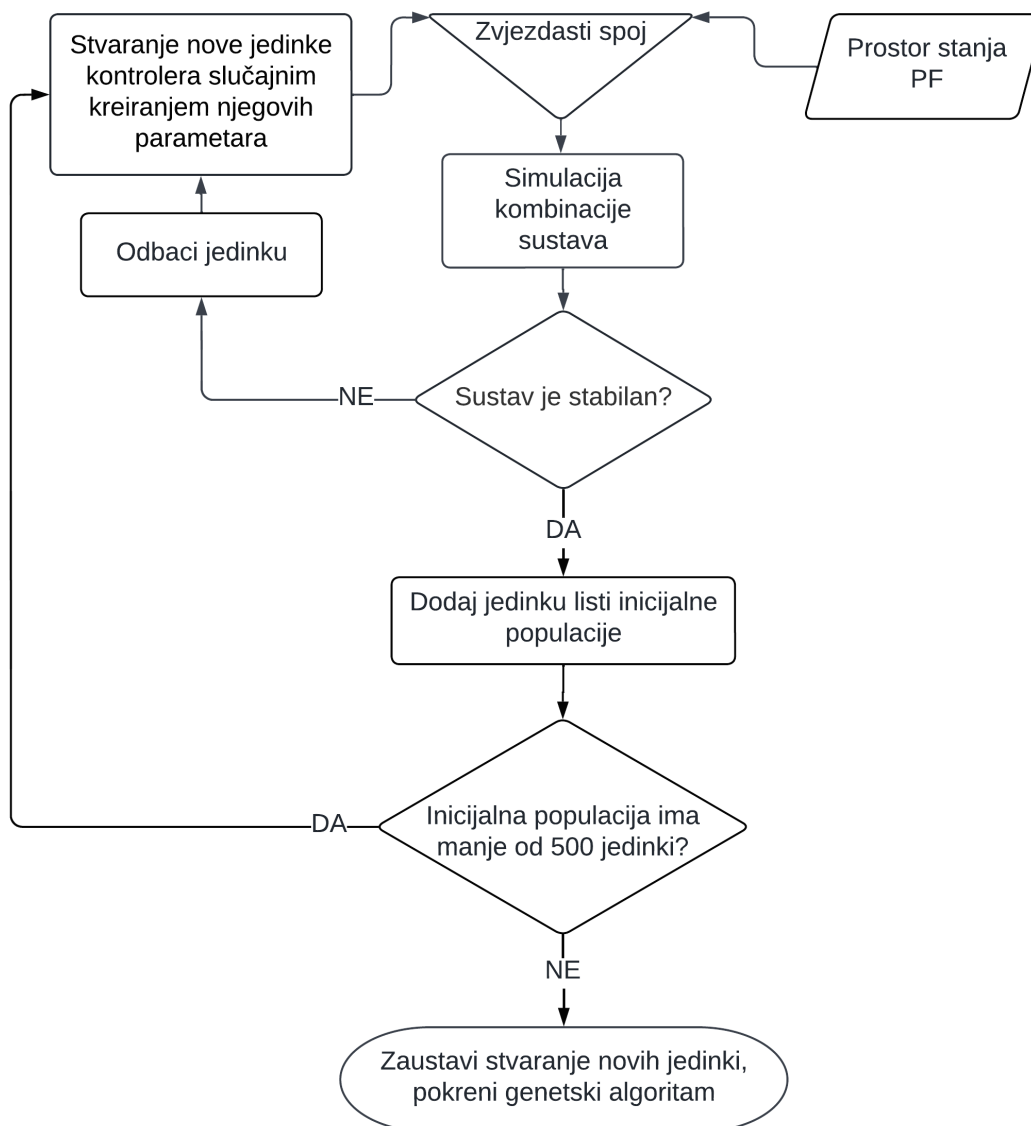 Stvaranje nove jedinke
kontrolera slučajnim
kreiranjem njegovih
parametara
Zvjezdasti spoj
Prostor stanja
PF
Simulacija
kombinacije
sustava
Odbaci jedinku
NE
Sustav je stabilan?
DA
Dodaj jedinku listi inicijalne
populacije
DA
Inicijalna populacija ima
manje od 500 jedinki?
NE
Zaustavi stvaranje novih jedinki,
pokreni genetski algoritam